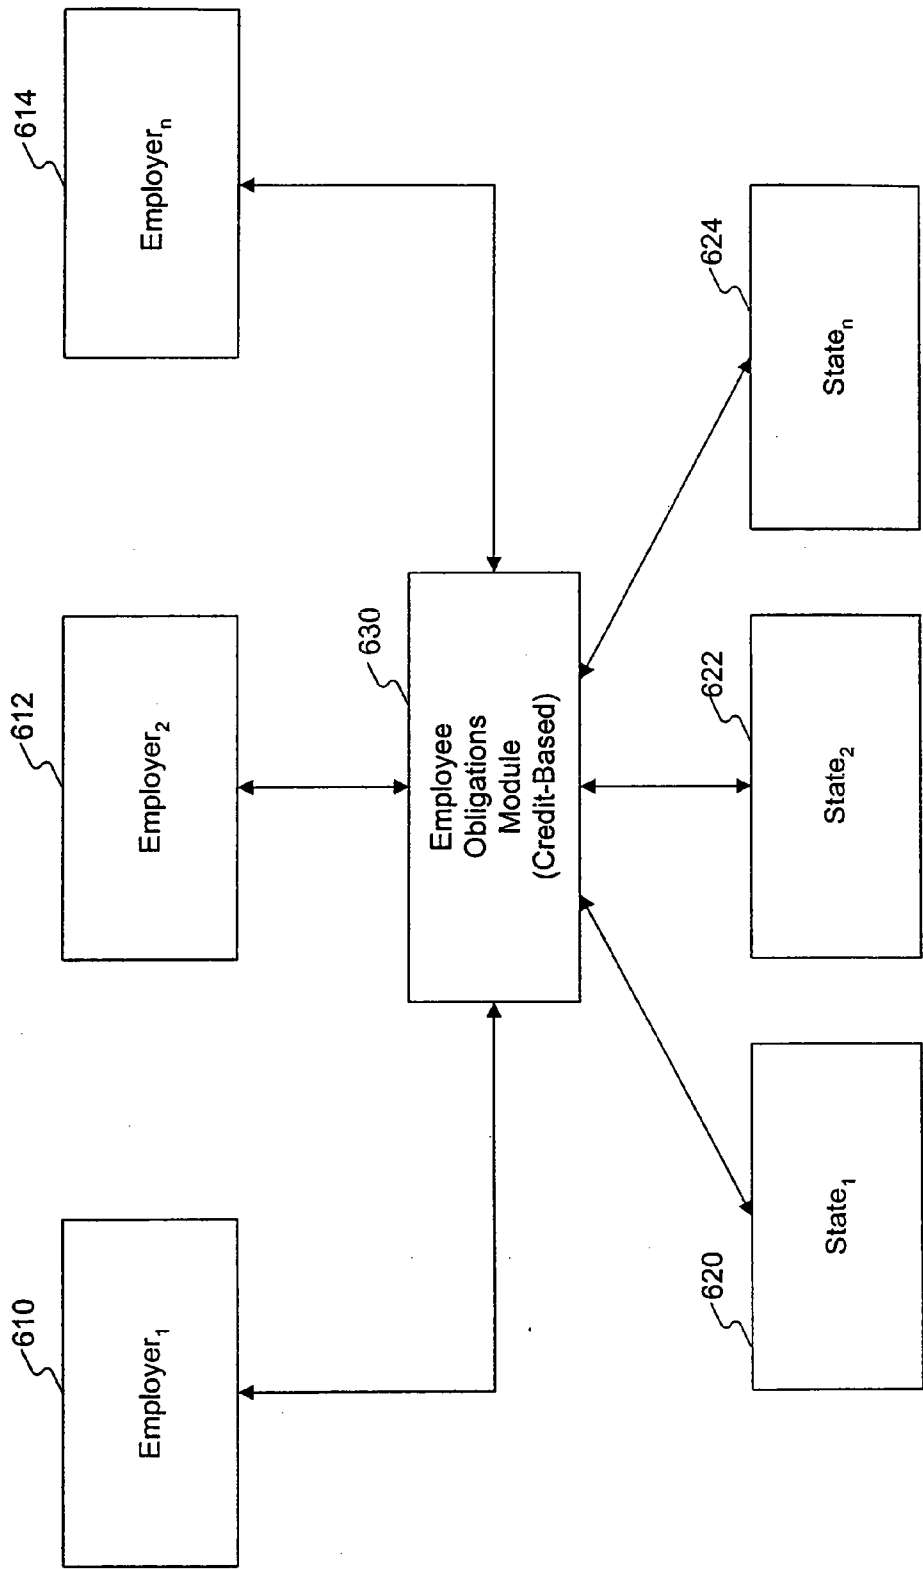 610
Employer₁
612
Employer₂
614
Employerₙ
630
Employee
Obligations
Module
(Credit-Based)
620
State₁
622
State₂
624
Stateₙ